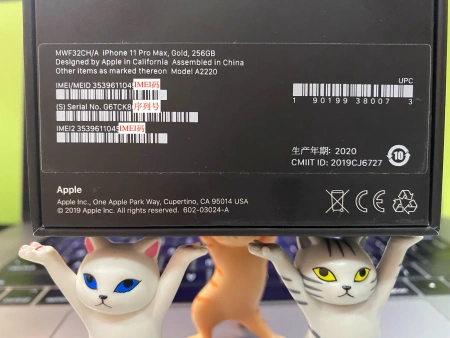 MWF32CH/A iPhone 11 Pro Max, Gold, 256GB
Designed by Apple in California Assembled in China
Other items as marked thereon Model A2220
IMEI/MEID 353961104 IMEI码
(S) Serial No. G6TCK8 序列号
IMEI2 353961104 IMEI码
UPC
1 90199 38007 3
生产年期: 2020
CMIIT ID: 2019CJ6727
10
Apple
Apple Inc., One Apple Park Way, Cupertino, CA 95014 USA
© 2019 Apple Inc. All rights reserved. 602-03024-A
CE